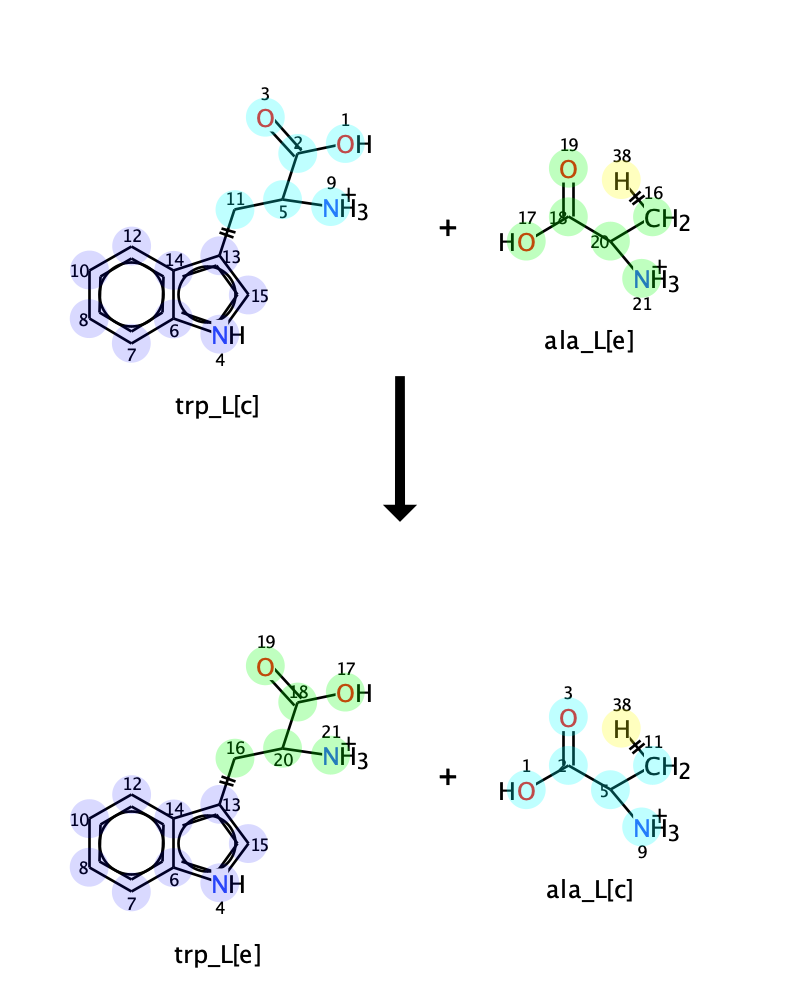 3
O
1
2
OH
9
11
5
NH3
+
12
13
14
10
15
8
6
NH
7
4
trp_L[c]
+
19
38
O
H
16
17
18
CH2
HO
20
+
NH3
21
ala_L[e]
19
O
17
18
OH
21
16
20
NH3
+
12
13
14
10
15
8
6
NH
7
4
trp_L[e]
+
3
38
O
H
11
1
2
CH2
HO
5
+
NH3
9
ala_L[c]